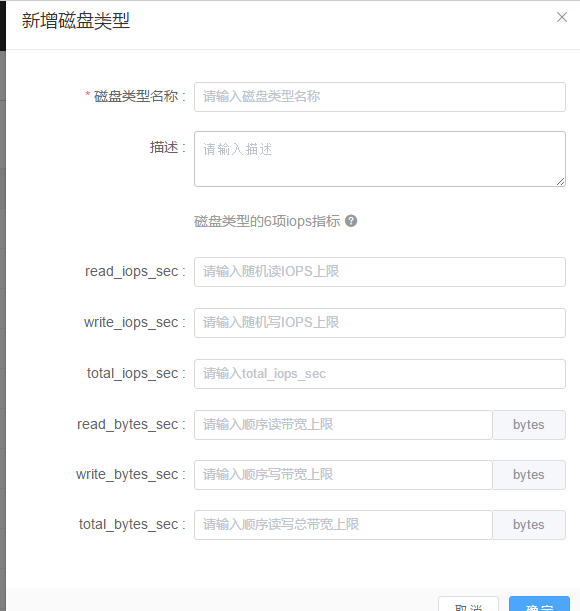 新增磁盘类型
* 磁盘类型名称 : 请输入磁盘类型名称
描述 : 请输入描述
磁盘类型的6项iops指标 ?
read_iops_sec : 请输入随机读IOPS上限
write_iops_sec : 请输入随机写IOPS上限
total_iops_sec : 请输入total_iops_sec
read_bytes_sec : 请输入顺序读带宽上限 bytes
write_bytes_sec : 请输入顺序写带宽上限 bytes
total_bytes_sec : 请输入顺序读写总带宽上限 bytes
取消 确定